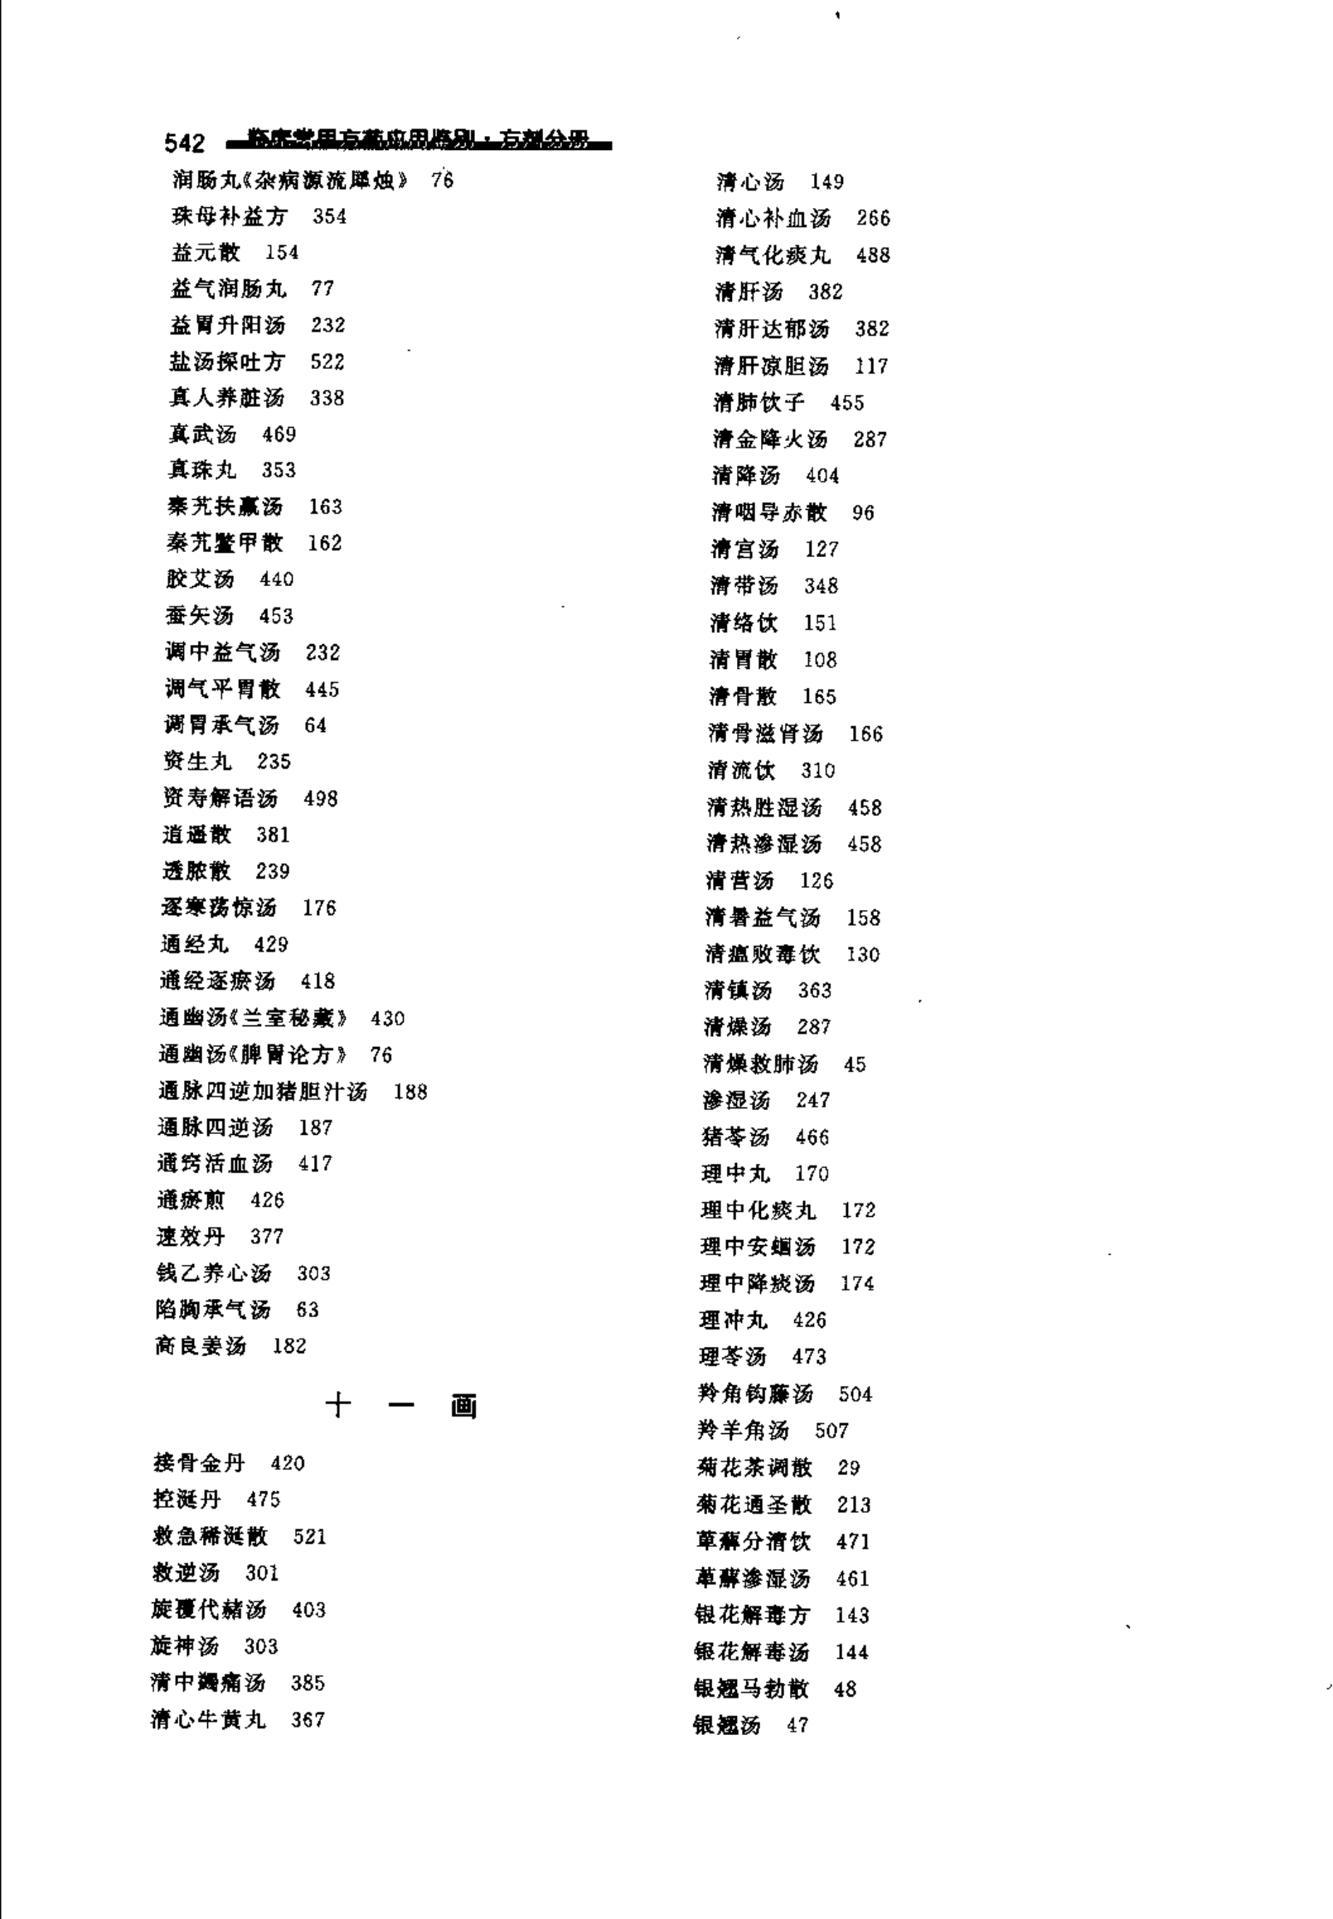 542 临床常用方药应用鉴别·方剂分册
润肠丸《杂病源流犀烛》 76
珠母补益方 354
益元散 154
益气润肠丸 77
益胃升阳汤 232
盐汤探吐方 522
真人养脏汤 338
真武汤 469
真珠丸 353
秦艽扶羸汤 163
秦艽鳖甲散 162
胶艾汤 440
蚕矢汤 453
调中益气汤 232
调气平胃散 445
调胃承气汤 64
资生丸 235
资寿解语汤 498
逍遥散 381
透脓散 239
逐寒荡惊汤 176
通经丸 429
通经逐瘀汤 418
通幽汤《兰室秘藏》 430
通幽汤《脾胃论方》 76
通脉四逆加猪胆汁汤 188
通脉四逆汤 187
通窍活血汤 417
通瘀煎 426
速效丹 377
钱乙养心汤 303
陷胸承气汤 63
高良姜汤 182
十一画
接骨金丹 420
控涎丹 475
救急稀涎散 521
救逆汤 301
旋覆代赭汤 403
旋神汤 303
清中蠲痛汤 385
清心牛黄丸 367
清心汤 149
清心补血汤 266
清气化痰丸 488
清肝汤 382
清肝达郁汤 382
清肝凉胆汤 117
清肺饮子 455
清金降火汤 287
清降汤 404
清咽导赤散 96
清宫汤 127
清带汤 348
清络饮 151
清胃散 108
清骨散 165
清骨滋肾汤 166
清流饮 310
清热胜湿汤 458
清热渗湿汤 458
清营汤 126
清暑益气汤 158
清瘟败毒饮 130
清镇汤 363
清燥汤 287
清燥救肺汤 45
渗湿汤 247
猪苓汤 466
理中丸 170
理中化痰丸 172
理中安蛔汤 172
理中降痰汤 174
理冲丸 426
理苓汤 473
羚角钩藤汤 504
羚羊角汤 507
菊花茶调散 29
菊花通圣散 213
萆薢分清饮 471
萆薢渗湿汤 461
银花解毒方 143
银花解毒汤 144
银翘马勃散 48
银翘汤 47